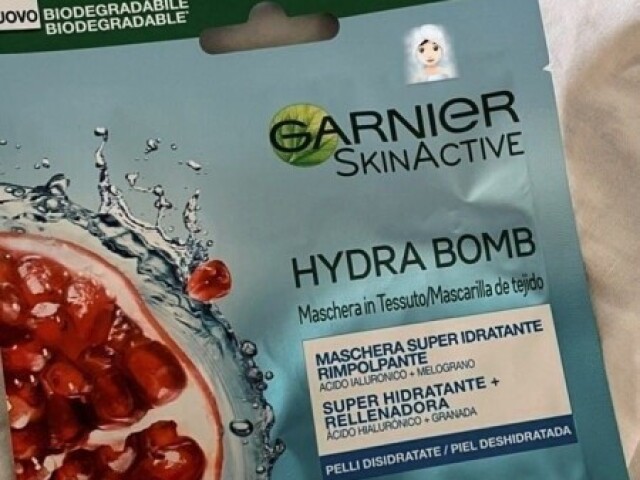 UOVO
BIODEGRADABILE
BIODEGRADABLE*
GARNIER
SKINACTIVE
HYDRA BOMB
Maschera in Tessuto/Mascarilla de tejido
MASCHERA SUPER IDRATANTE
RIMPOLPANTE
ACIDO IALURONICO + MELOGRANO
SUPER HIDRATANTE +
RELLENADORA
ÁCIDO HIALURÓNICO + GRANADA
PELLI DISIDRATATE / PIEL DESHIDRATADA